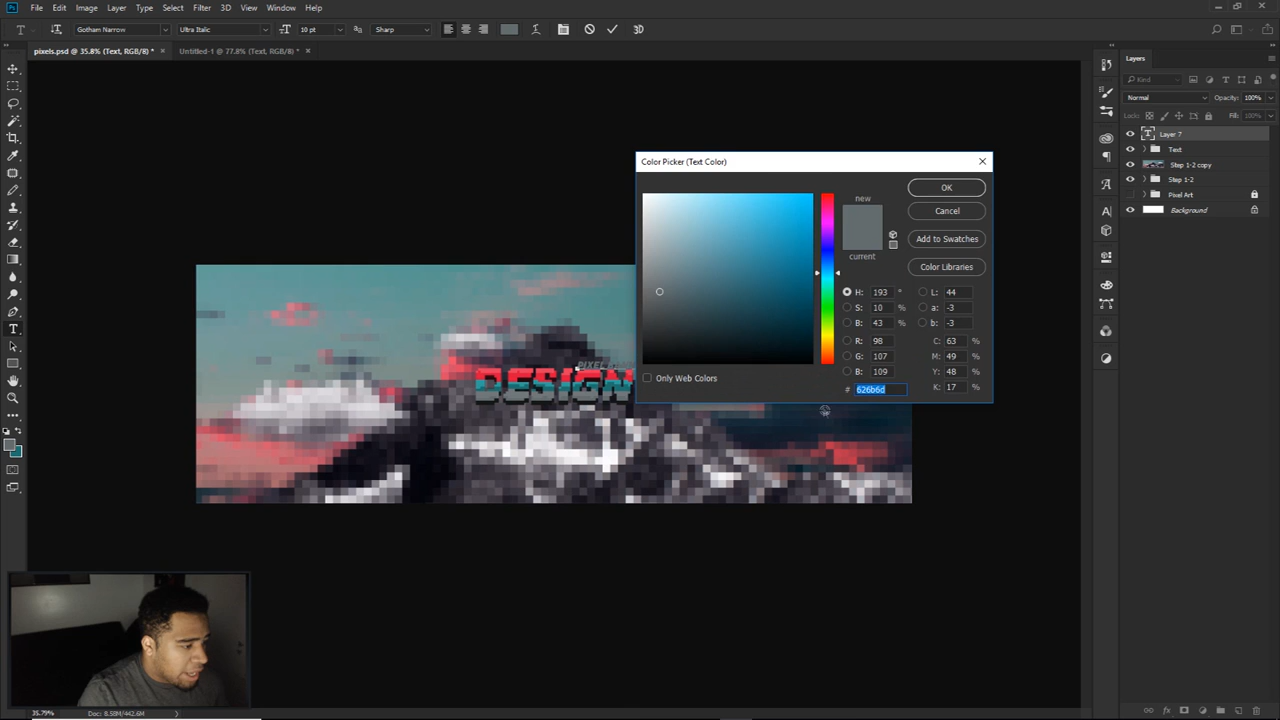 Ps File Edit Image Layer Type Select Filter 3D View Window Help
T Gotham Narrow Ultra Italic 10 pt Sharp 3D
pixels.psd @ 35.8% (Text, RGB/8) * × Untitled-1 @ 77.8% (Text, RGB/8) * ×
Layers
Kind
Normal Opacity: 100%
Lock: Fill: 100%
Layer 7
Text
Step 1-2 copy
Step 1-2
Pixel Art
Background
Color Picker (Text Color)
new
current
OK
Cancel
Add to Swatches
Color Libraries
H: 193 ° L: 44
S: 10 % a: -3
B: 43 % b: -3
R: 98 C: 63 %
G: 107 M: 49 %
B: 109 Y: 48 %
# 626b6d K: 17 %
Only Web Colors
PIXEL
DESIGN
35.79% Doc: 8.58M/442.6M